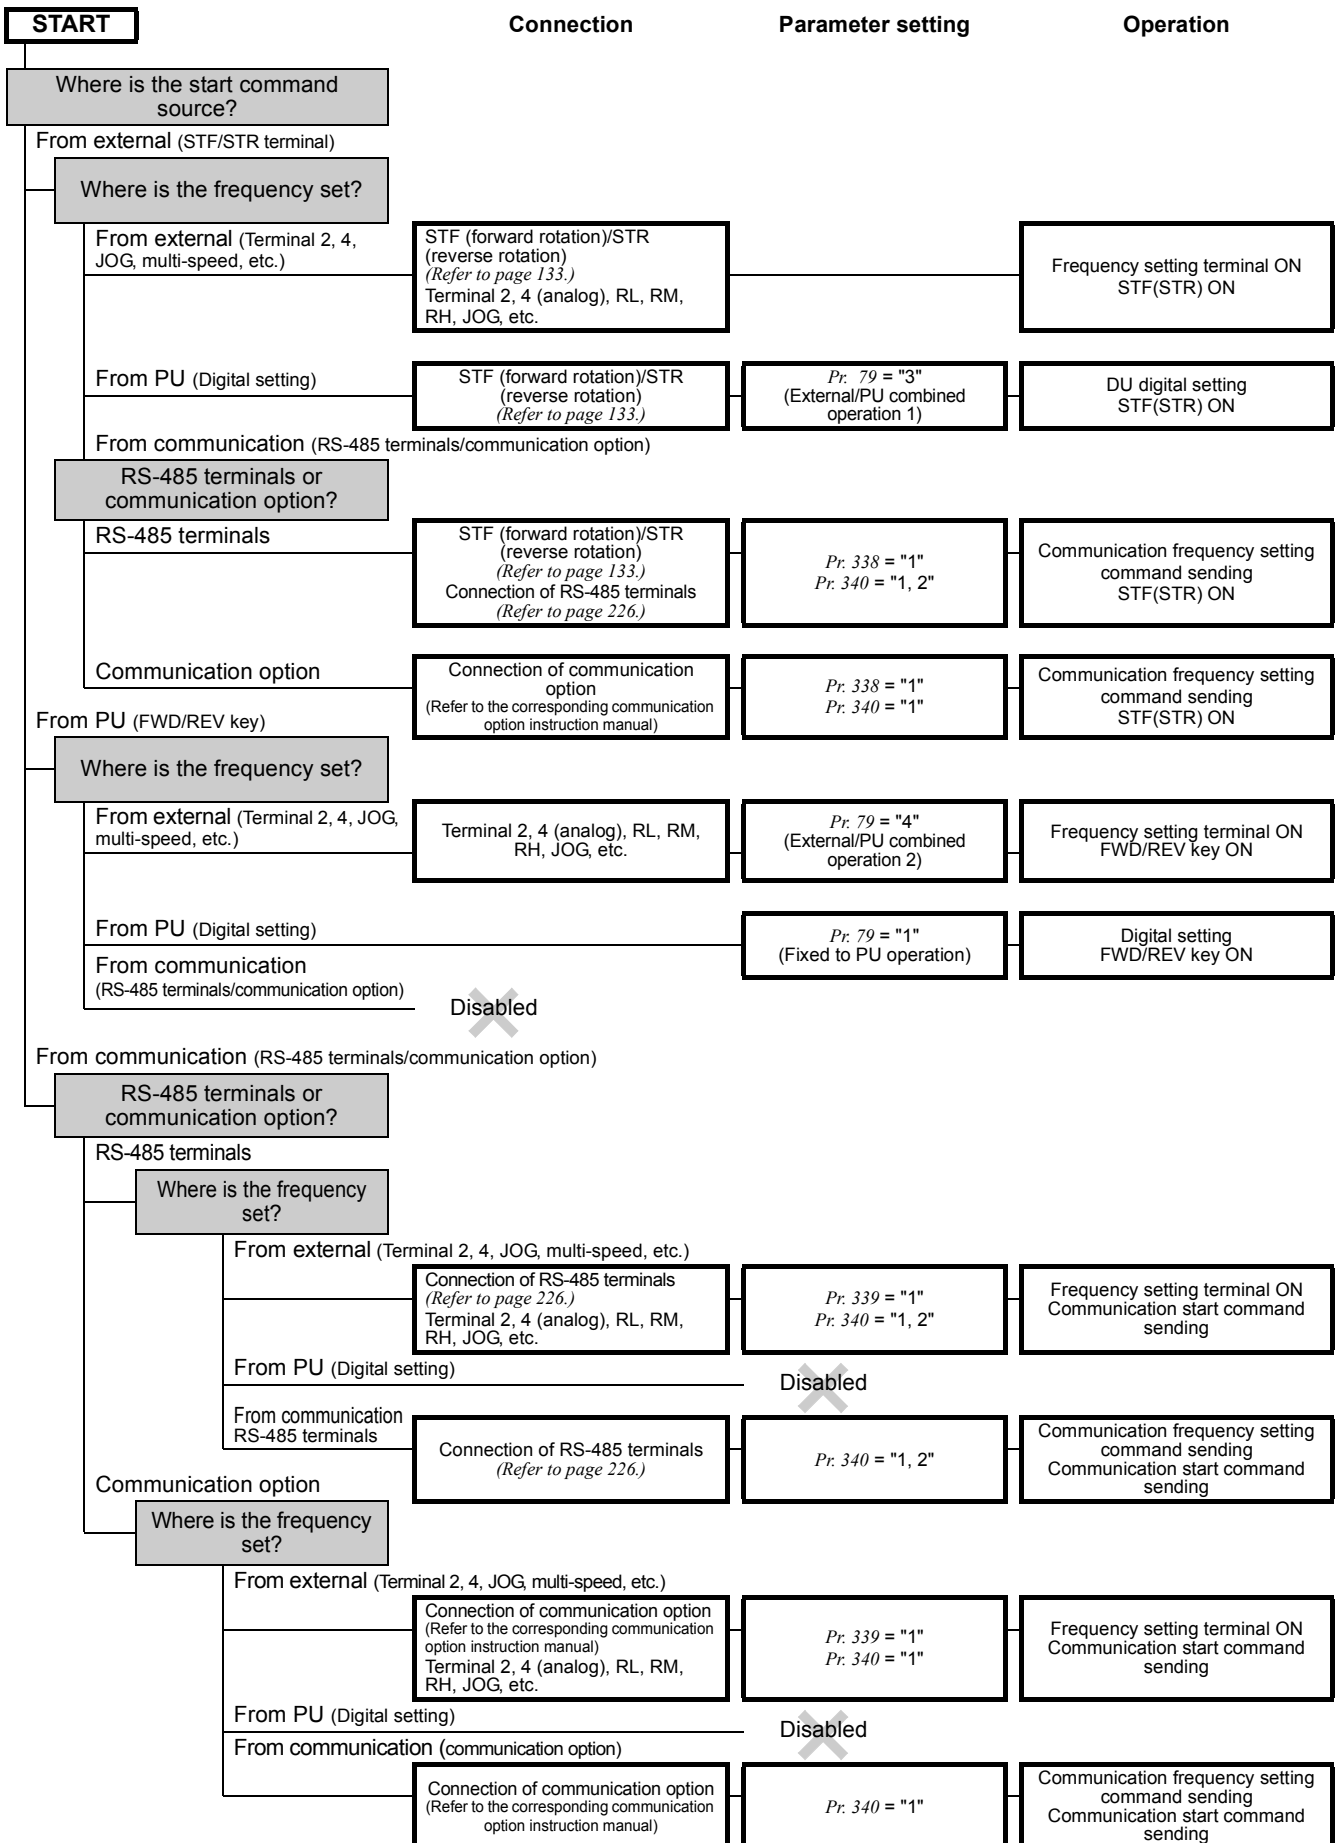 START
Connection
Parameter setting
Operation
Where is the start command
source?
From external (STF/STR terminal)
Where is the frequency set?
From external (Terminal 2, 4,
JOG, multi-speed, etc.)
STF (forward rotation)/STR
(reverse rotation)
(Refer to page 133.)
Terminal 2, 4 (analog), RL, RM,
RH, JOG, etc.
Frequency setting terminal ON
STF(STR) ON
From PU (Digital setting)
STF (forward rotation)/STR
(reverse rotation)
(Refer to page 133.)
Pr. 79 = "3"
(External/PU combined
operation 1)
DU digital setting
STF(STR) ON
From communication (RS-485 terminals/communication option)
RS-485 terminals or
communication option?
RS-485 terminals
STF (forward rotation)/STR
(reverse rotation)
(Refer to page 133.)
Connection of RS-485 terminals
(Refer to page 226.)
Pr. 338 = "1"
Pr. 340 = "1, 2"
Communication frequency setting
command sending
STF(STR) ON
Communication option
Connection of communication
option
(Refer to the corresponding communication
option instruction manual)
Pr. 338 = "1"
Pr. 340 = "1"
Communication frequency setting
command sending
STF(STR) ON
From PU (FWD/REV key)
Where is the frequency set?
From external (Terminal 2, 4, JOG,
multi-speed, etc.)
Terminal 2, 4 (analog), RL, RM,
RH, JOG, etc.
Pr. 79 = "4"
(External/PU combined
operation 2)
Frequency setting terminal ON
FWD/REV key ON
From PU (Digital setting)
Pr. 79 = "1"
(Fixed to PU operation)
Digital setting
FWD/REV key ON
From communication
(RS-485 terminals/communication option)
Disabled
From communication (RS-485 terminals/communication option)
RS-485 terminals or
communication option?
RS-485 terminals
Where is the frequency
set?
From external (Terminal 2, 4, JOG, multi-speed, etc.)
Connection of RS-485 terminals
(Refer to page 226.)
Terminal 2, 4 (analog), RL, RM,
RH, JOG, etc.
Pr. 339 = "1"
Pr. 340 = "1, 2"
Frequency setting terminal ON
Communication start command
sending
From PU (Digital setting)
Disabled
From communication
RS-485 terminals
Connection of RS-485 terminals
(Refer to page 226.)
Pr. 340 = "1, 2"
Communication frequency setting
command sending
Communication start command
sending
Communication option
Where is the frequency
set?
From external (Terminal 2, 4, JOG, multi-speed, etc.)
Connection of communication option
(Refer to the corresponding communication
option instruction manual)
Terminal 2, 4 (analog), RL, RM,
RH, JOG, etc.
Pr. 339 = "1"
Pr. 340 = "1"
Frequency setting terminal ON
Communication start command
sending
From PU (Digital setting)
Disabled
From communication (communication option)
Connection of communication option
(Refer to the corresponding communication
option instruction manual)
Pr. 340 = "1"
Communication frequency setting
command sending
Communication start command
sending